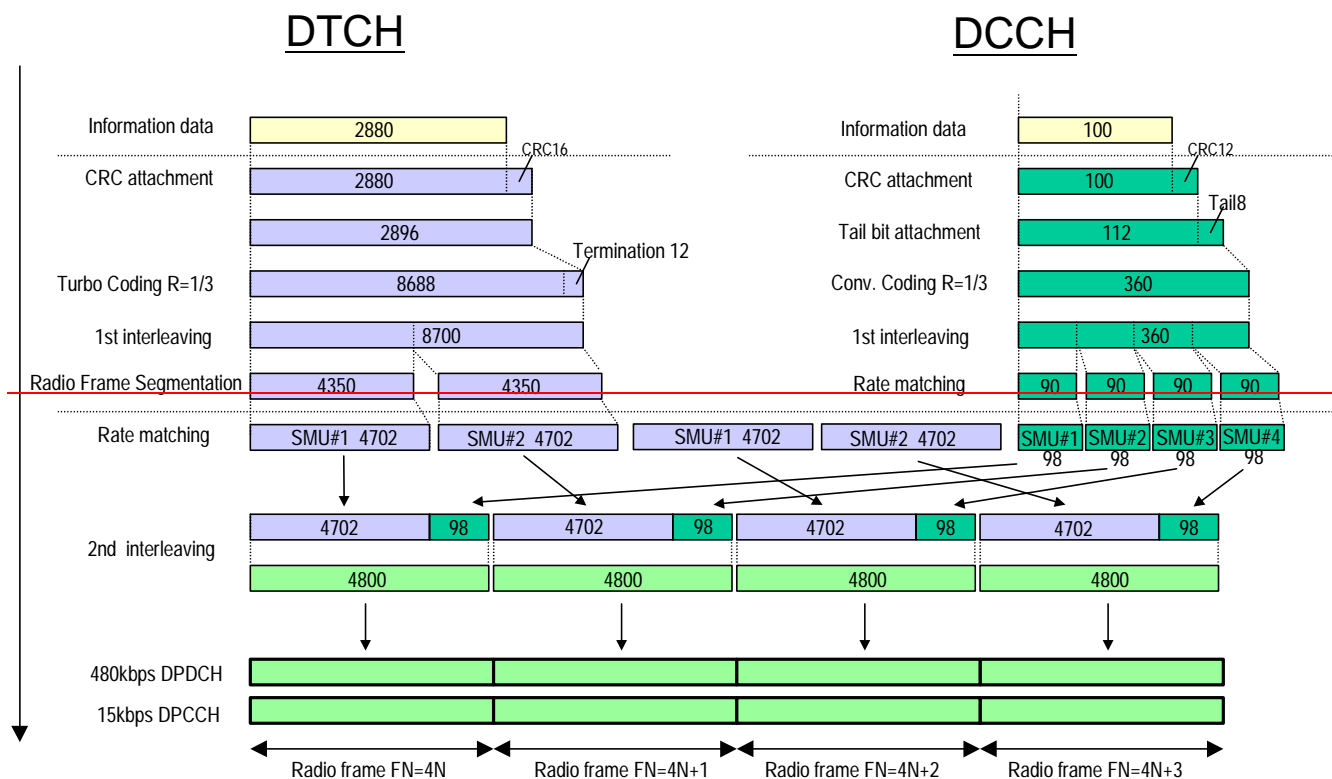 DTCH DCCH
Information data 2880 Information data 100
CRC16 CRC12
CRC attachment 2880 CRC attachment 100
Tail8
2896 Tail bit attachment 112
Termination 12
Turbo Coding R=1/3 8688 Conv. Coding R=1/3 360
1st interleaving 8700 1st interleaving 360
Radio Frame Segmentation 4350 4350 Rate matching 90 90 90 90
Rate matching SMU#1 4702 SMU#2 4702 SMU#1 4702 SMU#2 4702 SMU#1 SMU#2 SMU#3 SMU#4
98 98 98 98
4702 98 4702 98 4702 98 4702 98
2nd interleaving
4800 4800 4800 4800
480kbps DPDCH
15kbps DPCCH
Radio frame FN=4N Radio frame FN=4N+1 Radio frame FN=4N+2 Radio frame FN=4N+3